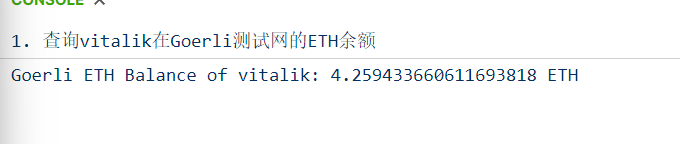 CONSOLE ×
1. 查询vitalik在Goerli测试网的ETH余额
Goerli ETH Balance of vitalik: 4.259433660611693818 ETH